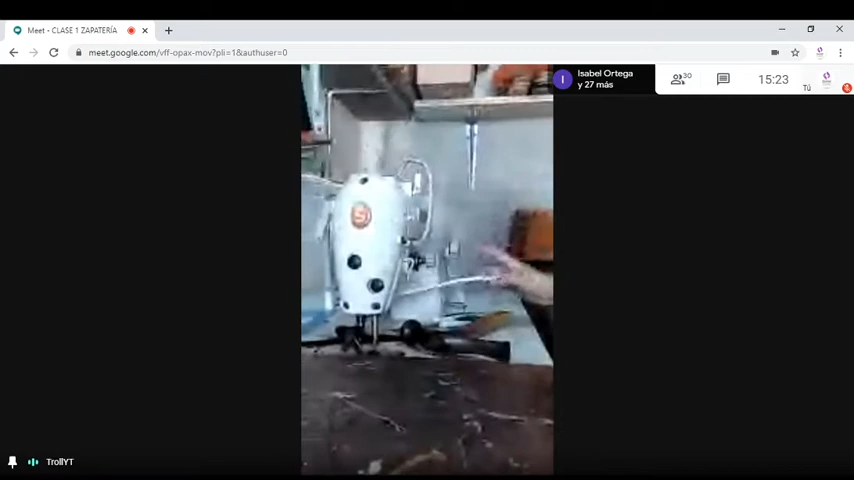 Meet - CLASE 1 ZAPATERÍA
meet.google.com/vff-opax-mov?pli=1&authuser=0
I
Isabel Ortega
y 27 más
30
15:23
Tú
S
TrollYT